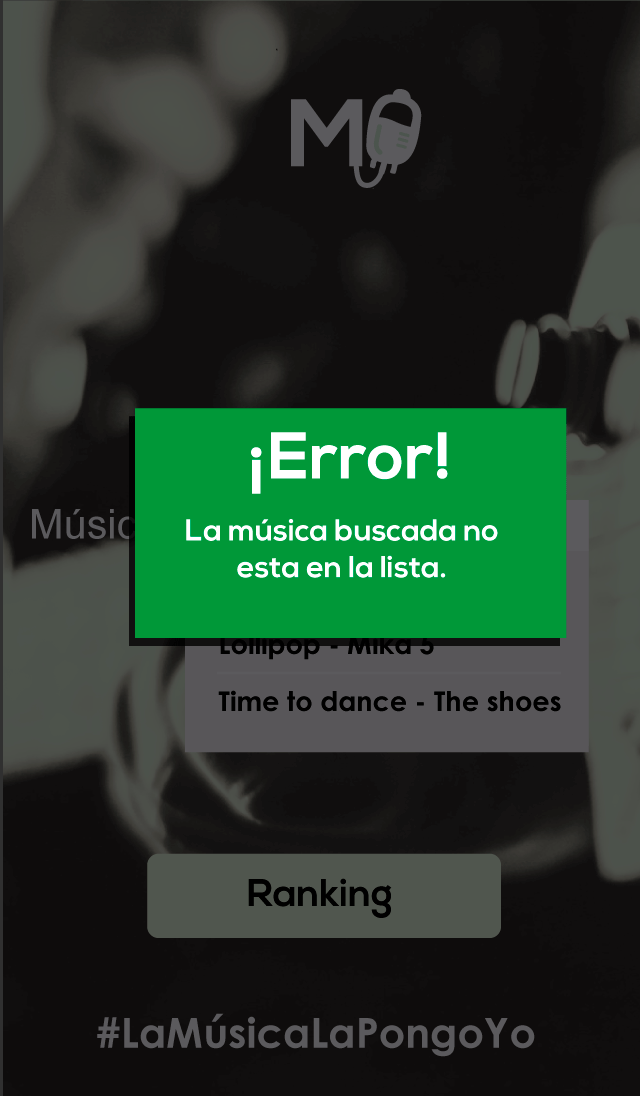 M
¡Error!
Músic
La música buscada no
esta en la lista.
Lollipop - Mika 5
Time to dance - The shoes
Ranking
#LaMúsicaLaPongoYo